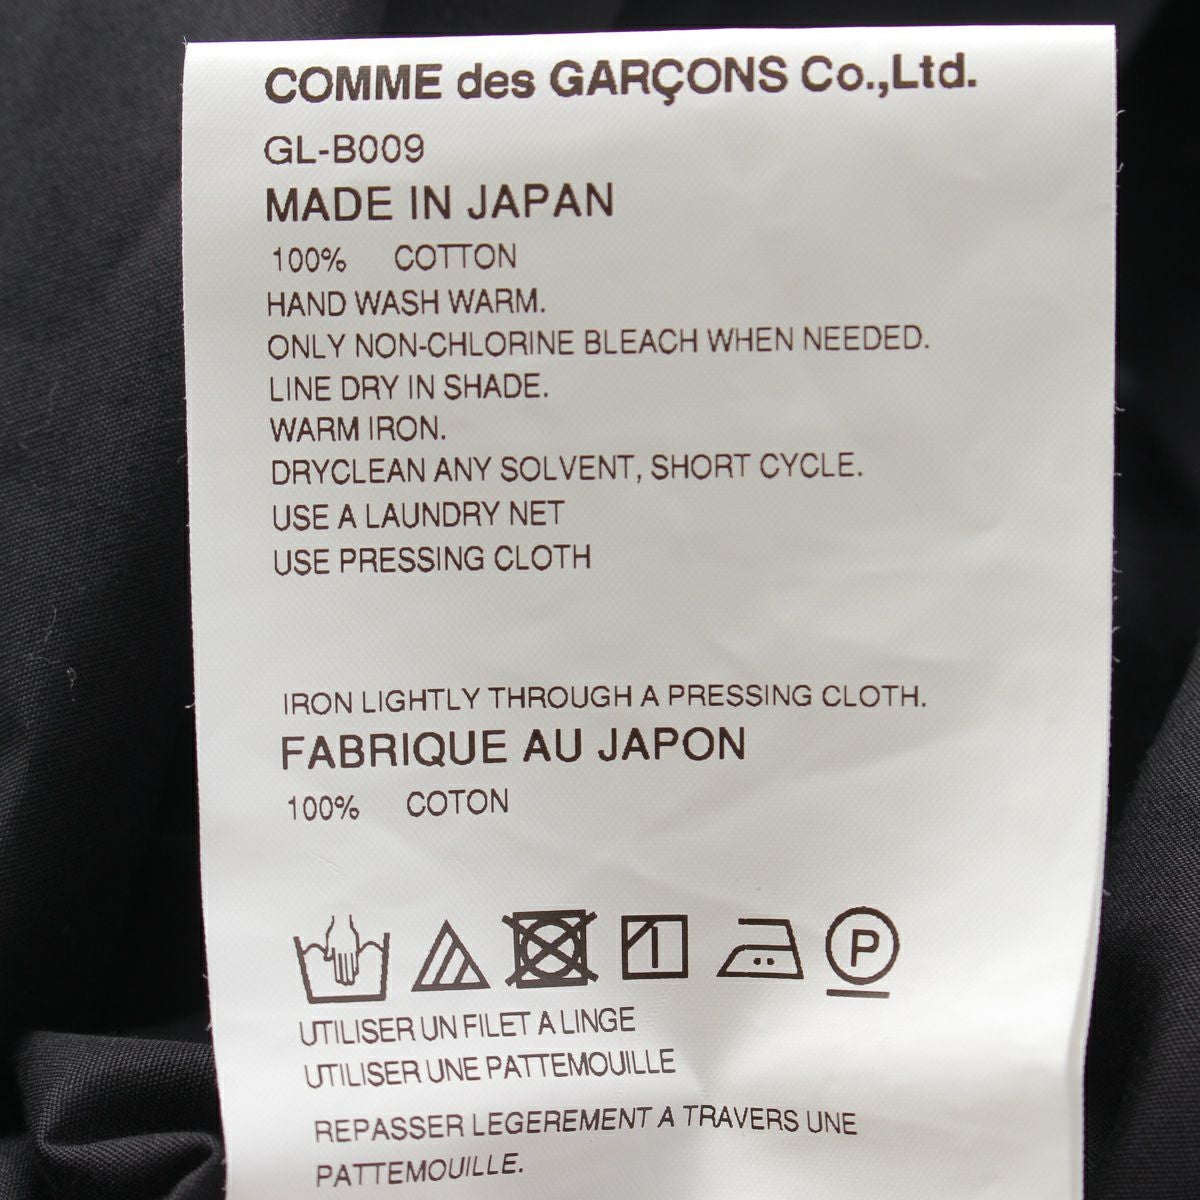 COMME des GARÇONS Co.,Ltd.
GL-B009
MADE IN JAPAN
100% COTTON
HAND WASH WARM.
ONLY NON-CHLORINE BLEACH WHEN NEEDED.
LINE DRY IN SHADE.
WARM IRON.
DRYCLEAN ANY SOLVENT, SHORT CYCLE.
USE A LAUNDRY NET
USE PRESSING CLOTH
IRON LIGHTLY THROUGH A PRESSING CLOTH.
FABRIQUE AU JAPON
100% COTON
P
UTILISER UN FILET A LINGE
UTILISER UNE PATTEMOUILLE
REPASSER LEGEREMENT A TRAVERS UNE
PATTEMOUILLE.